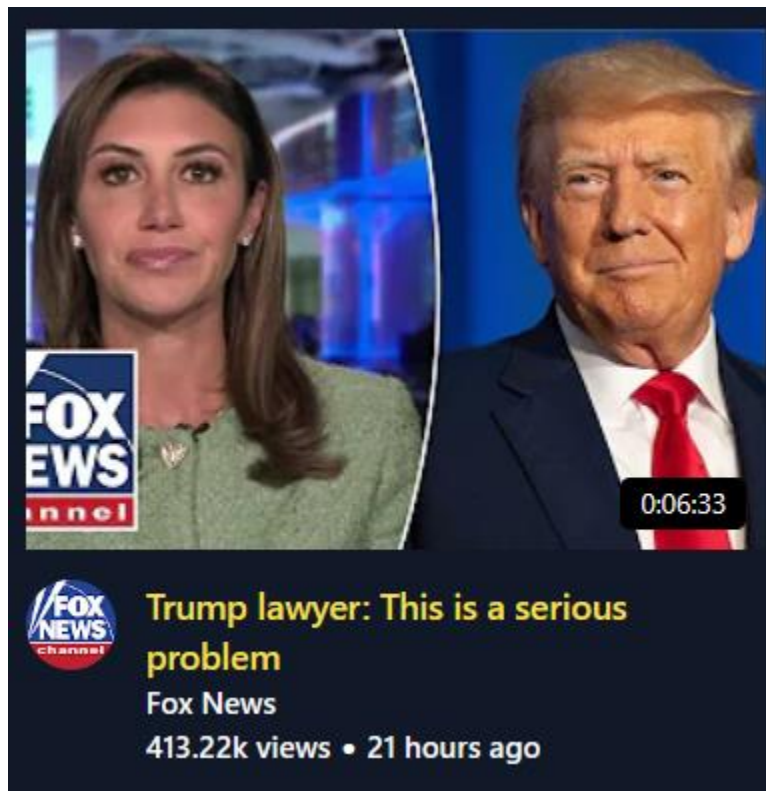 FOX
EWS
nnel
0:06:33
FOX
NEWS
channel
Trump lawyer: This is a serious
problem
Fox News
413.22k views • 21 hours ago